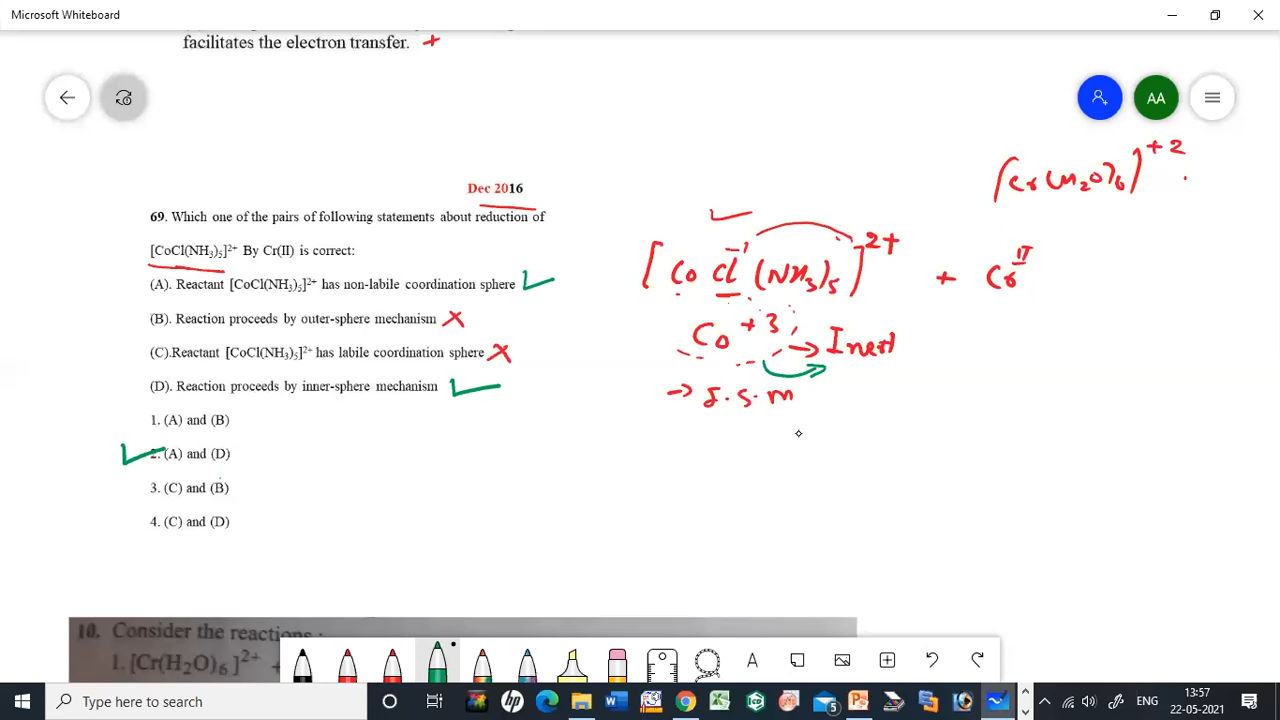 Microsoft Whiteboard
facilitates the electron transfer. +
AA
Dec 2016
69. Which one of the pairs of following statements about reduction of
[CoCl(NH3)5]2+ By Cr(II) is correct:
(A). Reactant [CoCl(NH3)5]2+ has non-labile coordination sphere
(B). Reaction proceeds by outer-sphere mechanism
(C).Reactant [CoCl(NH3)5]2+ has labile coordination sphere
(D). Reaction proceeds by inner-sphere mechanism
1. (A) and (B)
2. (A) and (D)
3. (C) and (B)
4. (C) and (D)
[Cr(H2O)6]+2
[Co Cl-1 (NH3)5]2+ + CrII
Co+3 → Inert
→ I.S.M
10. Consider the reactions :
1. [Cr(H2O)6]2+ +
A
Type here to search
5
ENG
13:57
22-05-2021